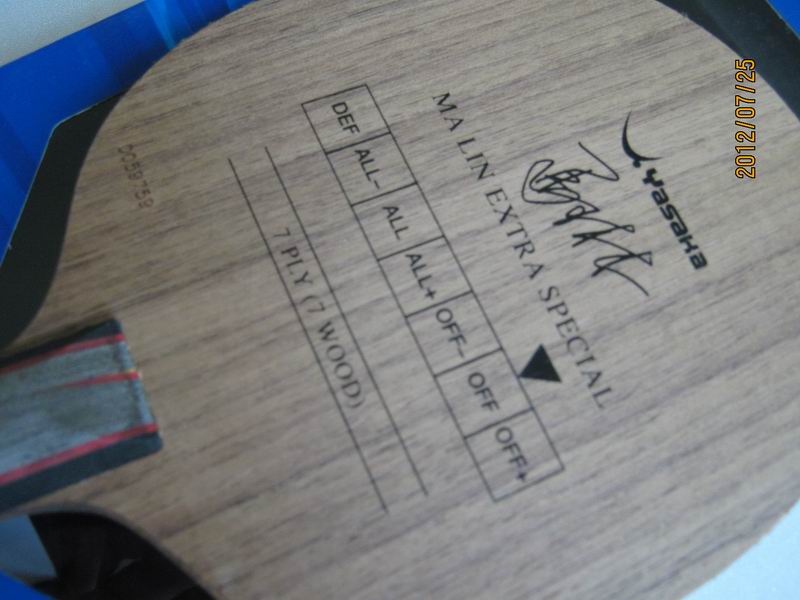 Yasaka
MA LIN EXTRA SPECIAL
DEF ALL- ALL ALL+ OFF- OFF OFF+
7 PLY (7 WOOD)
0059759
2012/07/25